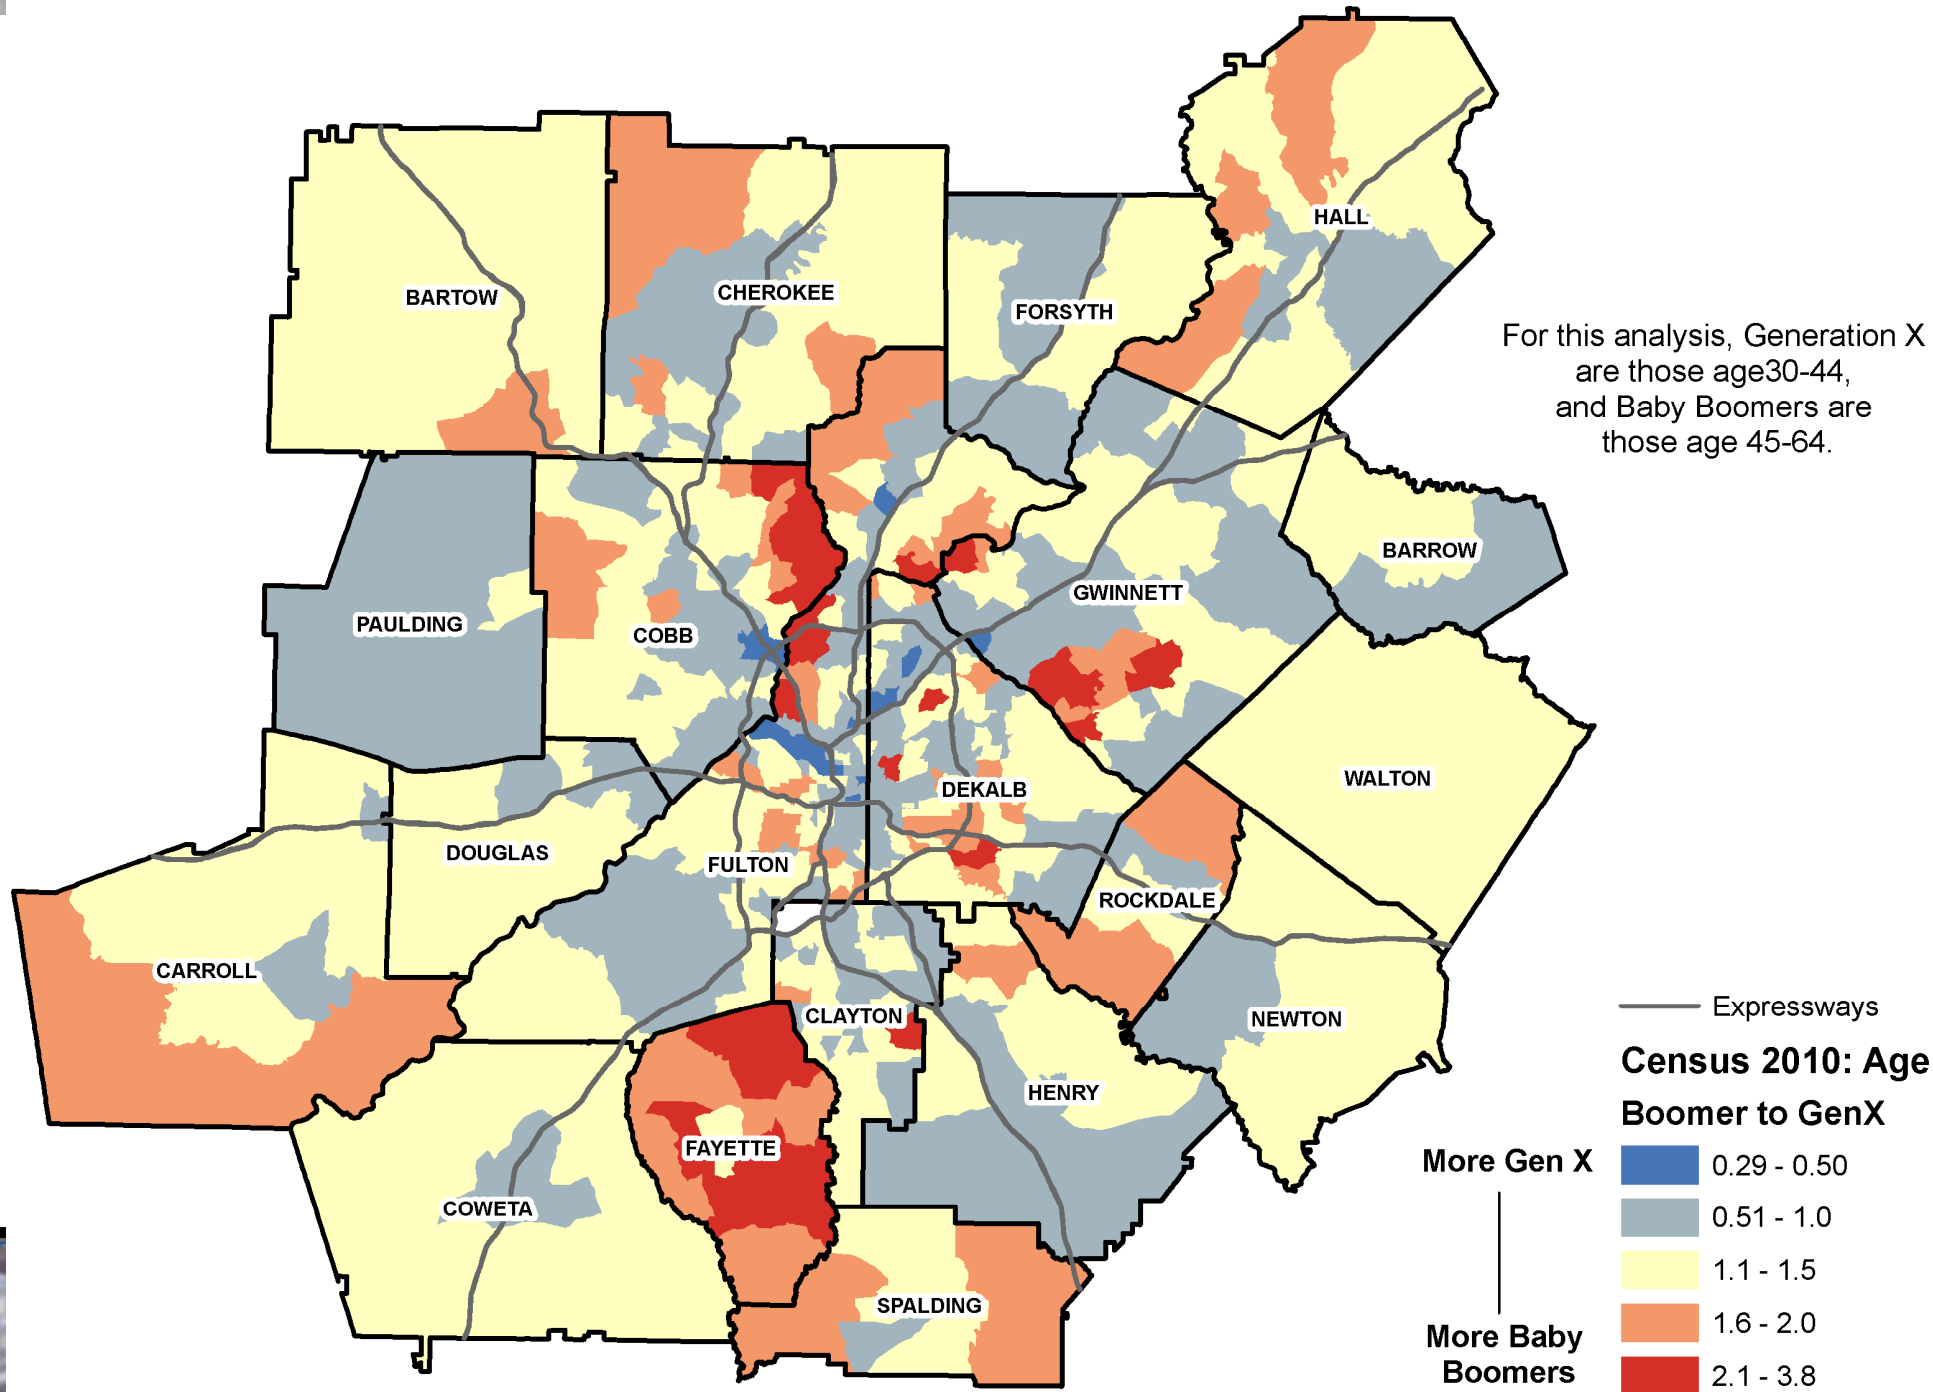 HALL
BARTOW
CHEROKEE
FORSYTH
For this analysis, Generation X
are those age30-44,
and Baby Boomers are
those age 45-64.
BARROW
GWINNETT
PAULDING
COBB
WALTON
DEKALB
DOUGLAS
FULTON
ROCKDALE
CARROLL
CLAYTON
NEWTON
Expressways
Census 2010: Age
Boomer to GenX
HENRY
FAYETTE
More Gen X
0.29 - 0.50
COWETA
0.51 - 1.0
1.1 - 1.5
SPALDING
1.6 - 2.0
More Baby
Boomers
2.1 - 3.8